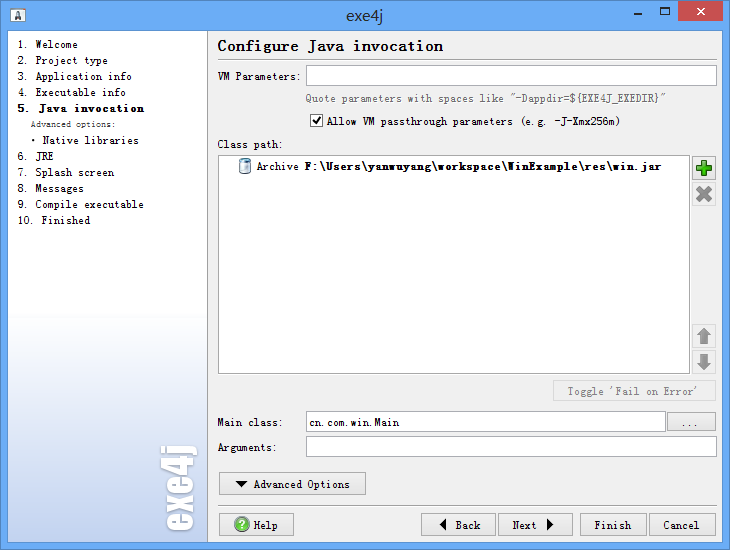 exe4j
1. Welcome
2. Project type
3. Application info
4. Executable info
5. Java invocation
Advanced options:
• Native libraries
6. JRE
7. Splash screen
8. Messages
9. Compile executable
10. Finished
exe4j
Configure Java invocation
VM Parameters:
Quote parameters with spaces like "-Dappdir=${EXE4J_EXEDIR}"
Allow VM passthrough parameters (e.g. -J-Xmx256m)
Class path:
Archive F:\Users\yanwuyang\workspace\WinExample\res\win.jar
Toggle 'Fail on Error'
Main class: cn.com.win.Main ...
Arguments:
Advanced Options
Help Back Next Finish Cancel